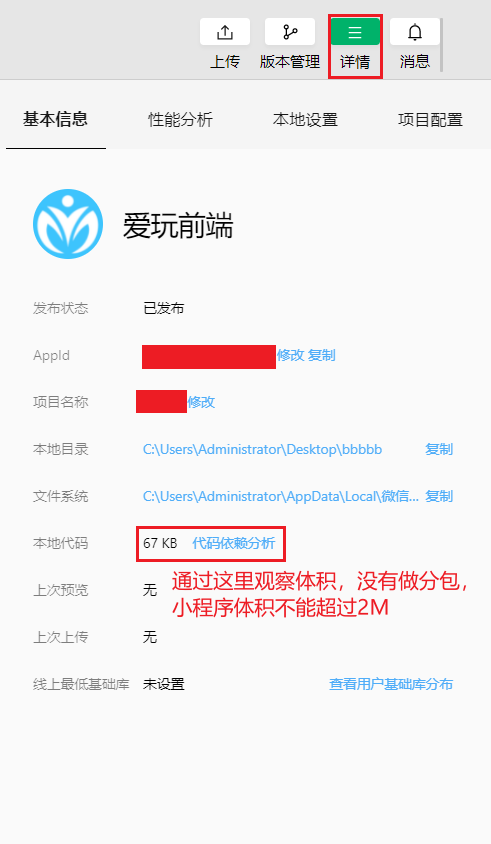 上传 版本管理 详情 消息
基本信息 性能分析 本地设置 项目配置
爱玩前端
发布状态 已发布
AppId 修改 复制
项目名称 修改
本地目录 C:\Users\Administrator\Desktop\bbbbb 复制
文件系统 C:\Users\Administrator\AppData\Local\微信... 复制
本地代码 67 KB 代码依赖分析
上次预览 无 通过这里观察体积，没有做分包，
小程序体积不能超过2M
上次上传 无
线上最低基础库 未设置 查看用户基础库分布